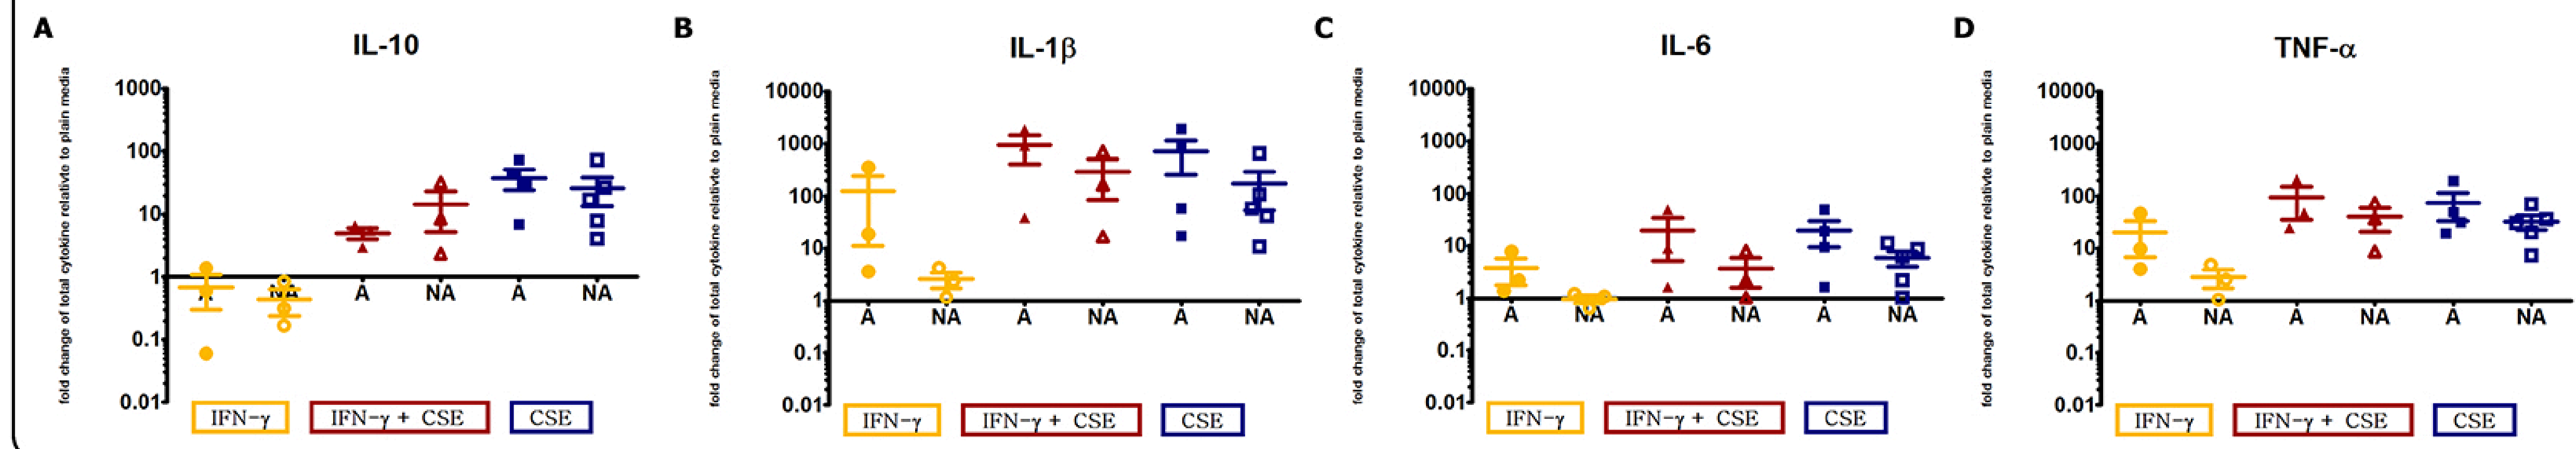 A
IL-10
fold change of total cytokine relativte to plain media
1000
100
10
1
0.1
0.01
A NA A NA A NA
IFN-γ
IFN-γ + CSE
CSE
B
IL-1β
fold change of total cytokine relativte to plain media
10000
1000
100
10
1
0.1
0.01
A NA A NA A NA
IFN-γ
IFN-γ + CSE
CSE
C
IL-6
fold change of total cytokine relativte to plain media
10000
1000
100
10
1
0.1
0.01
A NA A NA A NA
IFN-γ
IFN-γ + CSE
CSE
D
TNF-α
fold change of total cytokine relativte to plain media
10000
1000
100
10
1
0.1
0.01
A NA A NA A NA
IFN-γ
IFN-γ + CSE
CSE